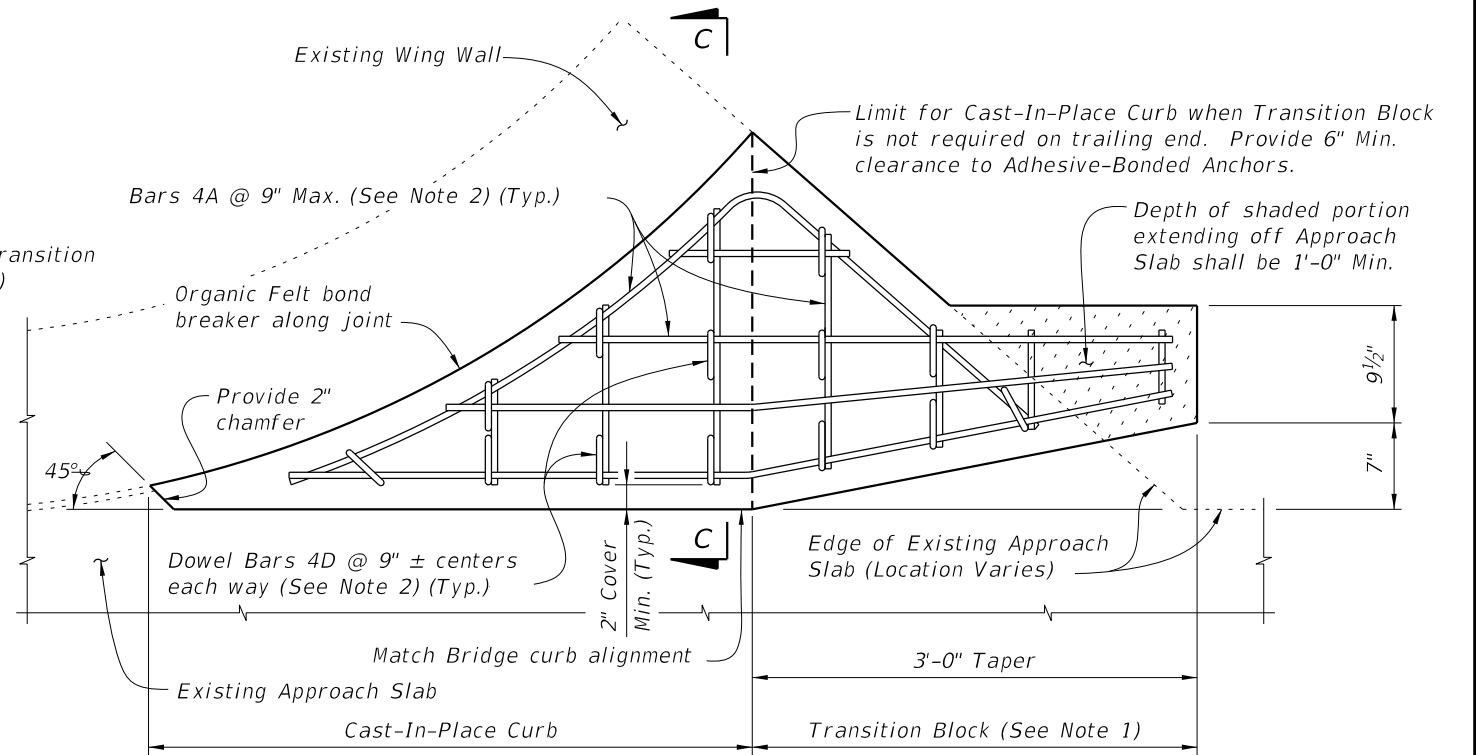 C
Existing Wing Wall
Limit for Cast-In-Place Curb when Transition Block
is not required on trailing end. Provide 6" Min.
clearance to Adhesive-Bonded Anchors.
Bars 4A @ 9" Max. (See Note 2) (Typ.)
Depth of shaded portion
extending off Approach
Slab shall be 1'-0" Min.
ransition
)
Organic Felt bond
breaker along joint
Provide 2"
chamfer
45°
9½"
7"
Dowel Bars 4D @ 9" ± centers
each way (See Note 2) (Typ.)
2" Cover
Min. (Typ.)
C
Edge of Existing Approach
Slab (Location Varies)
Match Bridge curb alignment
3'-0" Taper
Existing Approach Slab
Cast-In-Place Curb
Transition Block (See Note 1)